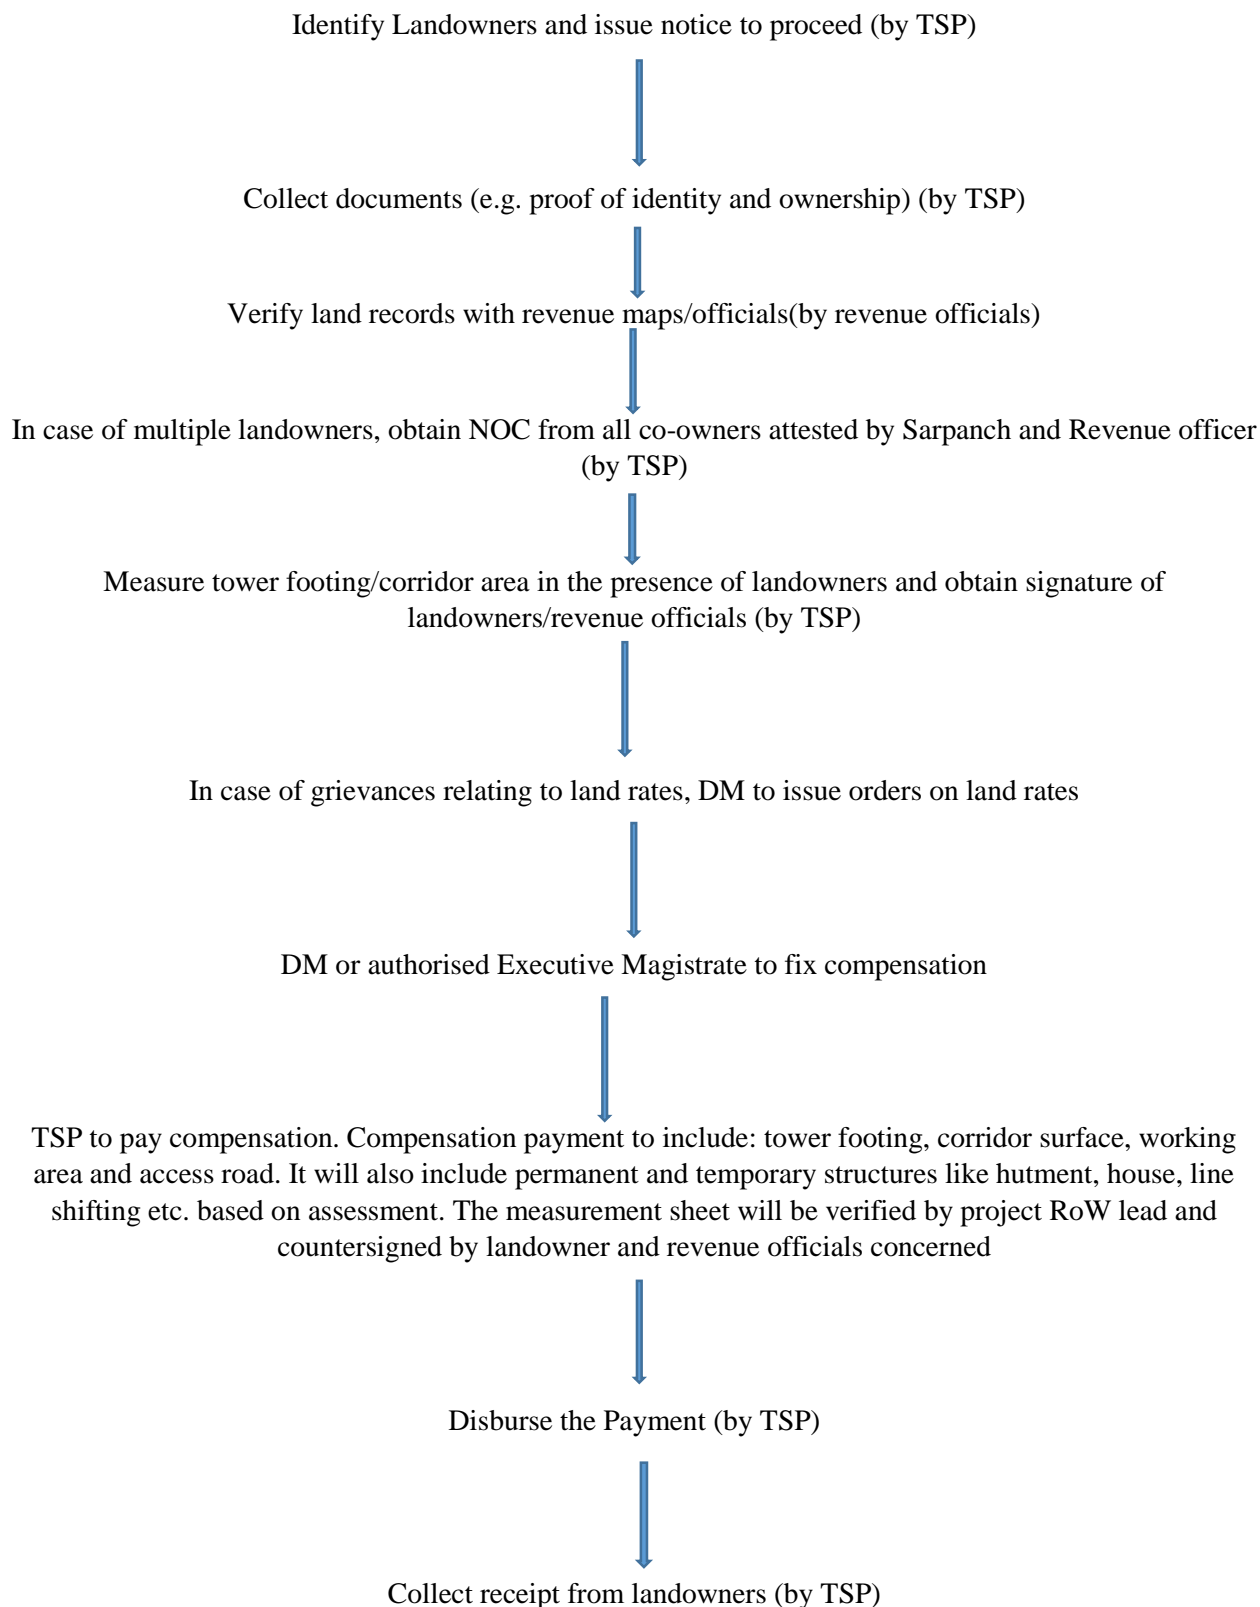 Identify Landowners and issue notice to proceed (by TSP)
Collect documents (e.g. proof of identity and ownership) (by TSP)
Verify land records with revenue maps/officials(by revenue officials)
In case of multiple landowners, obtain NOC from all co-owners attested by Sarpanch and Revenue officer
(by TSP)
Measure tower footing/corridor area in the presence of landowners and obtain signature of
landowners/revenue officials (by TSP)
In case of grievances relating to land rates, DM to issue orders on land rates
DM or authorised Executive Magistrate to fix compensation
TSP to pay compensation. Compensation payment to include: tower footing, corridor surface, working
area and access road. It will also include permanent and temporary structures like hutment, house, line
shifting etc. based on assessment. The measurement sheet will be verified by project RoW lead and
countersigned by landowner and revenue officials concerned
Disburse the Payment (by TSP)
Collect receipt from landowners (by TSP)